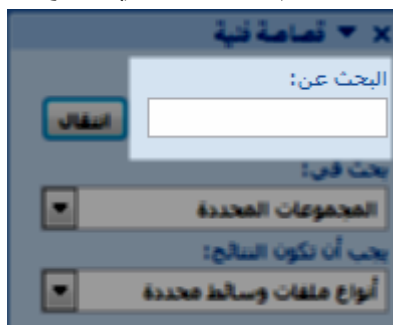 قصاصة فنية
البحث عن:
انتقال
بحث في:
المجموعات المحددة
يجب أن تكون النتائج:
أنواع ملفات وسائط محددة